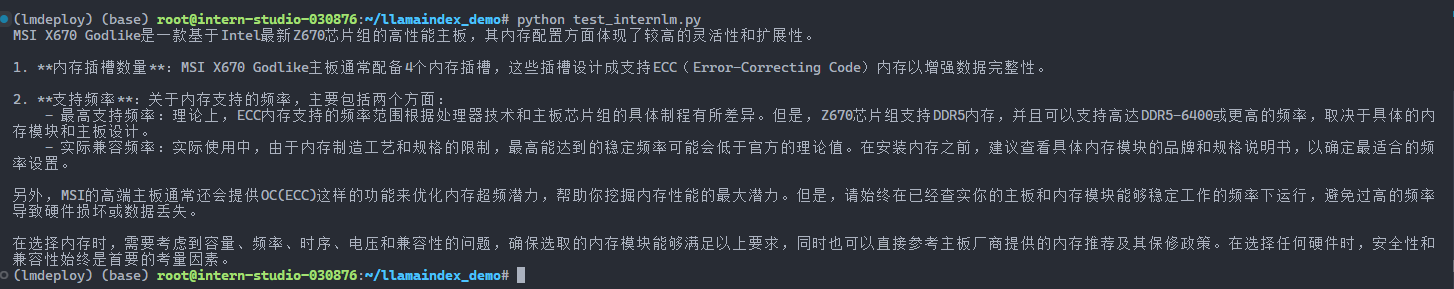 (lmdeploy) (base) root@intern-studio-030876:~/llamaindex_demo# python test_internlm.py
MSI X670 Godlike是一款基于Intel最新Z670芯片组的高性能主板，其内存配置方面体现了较高的灵活性和扩展性。
1. **内存插槽数量**：MSI X670 Godlike主板通常配备4个内存插槽，这些插槽设计成支持ECC（Error-Correcting Code）内存以增强数据完整性。
2. **支持频率**：关于内存支持的频率，主要包括两个方面：
- 最高支持频率：理论上，ECC内存支持的频率范围根据处理器技术和主板芯片组的具体制程有所差异。但是，Z670芯片组支持DDR5内存，并且可以支持高达DDR5-6400或更高的频率，取决于具体的内
存模块和主板设计。
- 实际兼容频率：实际使用中，由于内存制造工艺和规格的限制，最高能达到的稳定频率可能会低于官方的理论值。在安装内存之前，建议查看具体内存模块的品牌和规格说明书，以确定最适合的频
率设置。
另外，MSI的高端主板通常还会提供OC(ECC)这样的功能来优化内存超频潜力，帮助你挖掘内存性能的最大潜力。但是，请始终在已经查实你的主板和内存模块能够稳定工作的频率下运行，避免过高的频率
导致硬件损坏或数据丢失。
在选择内存时，需要考虑到容量、频率、时序、电压和兼容性的问题，确保选取的内存模块能够满足以上要求，同时也可以直接参考主板厂商提供的内存推荐及其保修政策。在选择任何硬件时，安全性和
兼容性始终是首要的考量因素。
(lmdeploy) (base) root@intern-studio-030876:~/llamaindex_demo#